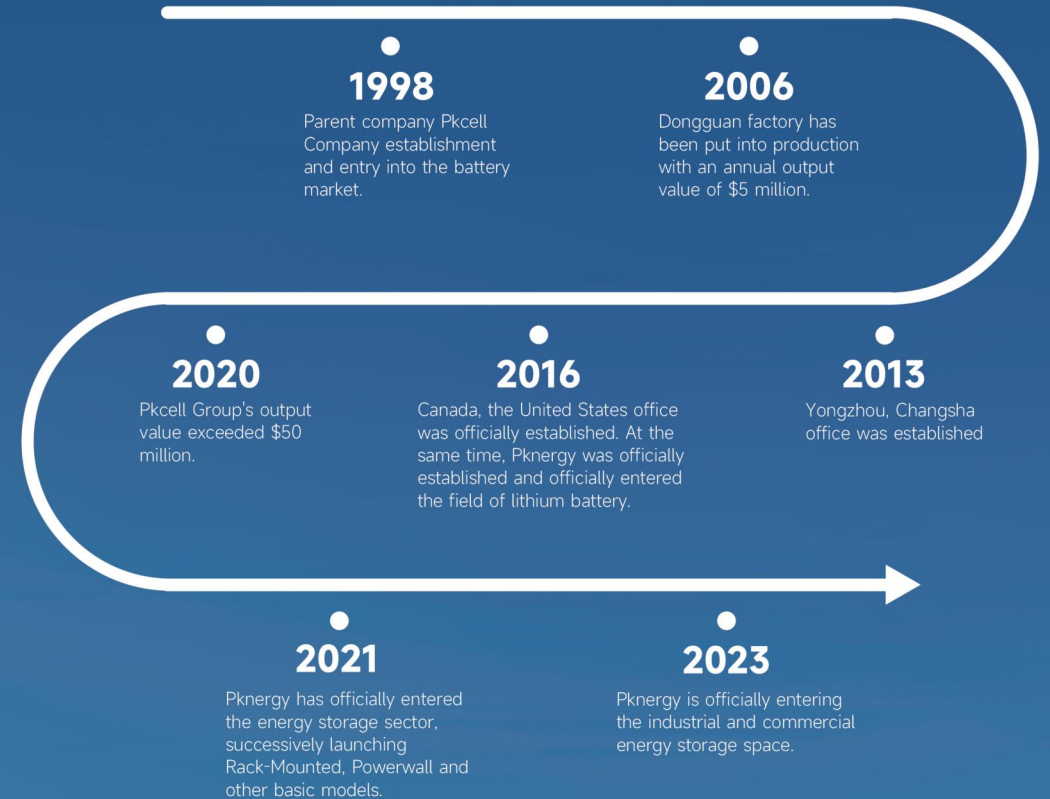 1998
Parent company Pkcell
Company establishment
and entry into the battery
market.
2006
Dongguan factory has
been put into production
with an annual output
value of $5 million.
2013
Yongzhou, Changsha
office was established
2016
Canada, the United States office
was officially established. At the
same time, Pknergy was officially
established and officially entered
the field of lithium battery.
2020
Pkcell Group's output
value exceeded $50
million.
2021
Pknergy has officially entered
the energy storage sector,
successively launching
Rack-Mounted, Powerwall and
other basic models.
2023
Pknergy is officially entering
the industrial and commercial
energy storage space.